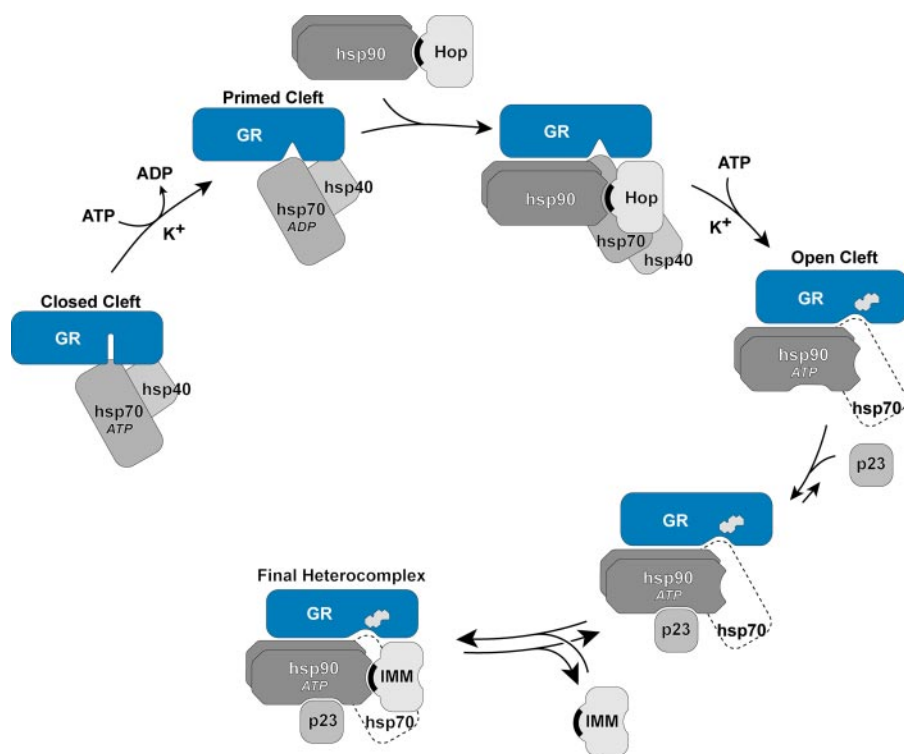 hsp90
Hop
Primed Cleft
GR
hsp40
hsp70
ADP
ATP
ADP
K+
Closed Cleft
GR
hsp40
hsp70
ATP
GR
hsp90
Hop
hsp70
hsp40
ATP
K+
Open Cleft
GR
hsp90
ATP
hsp70
p23
GR
hsp90
ATP
p23
hsp70
Final Heterocomplex
GR
hsp90
ATP
IMM
p23
hsp70
IMM